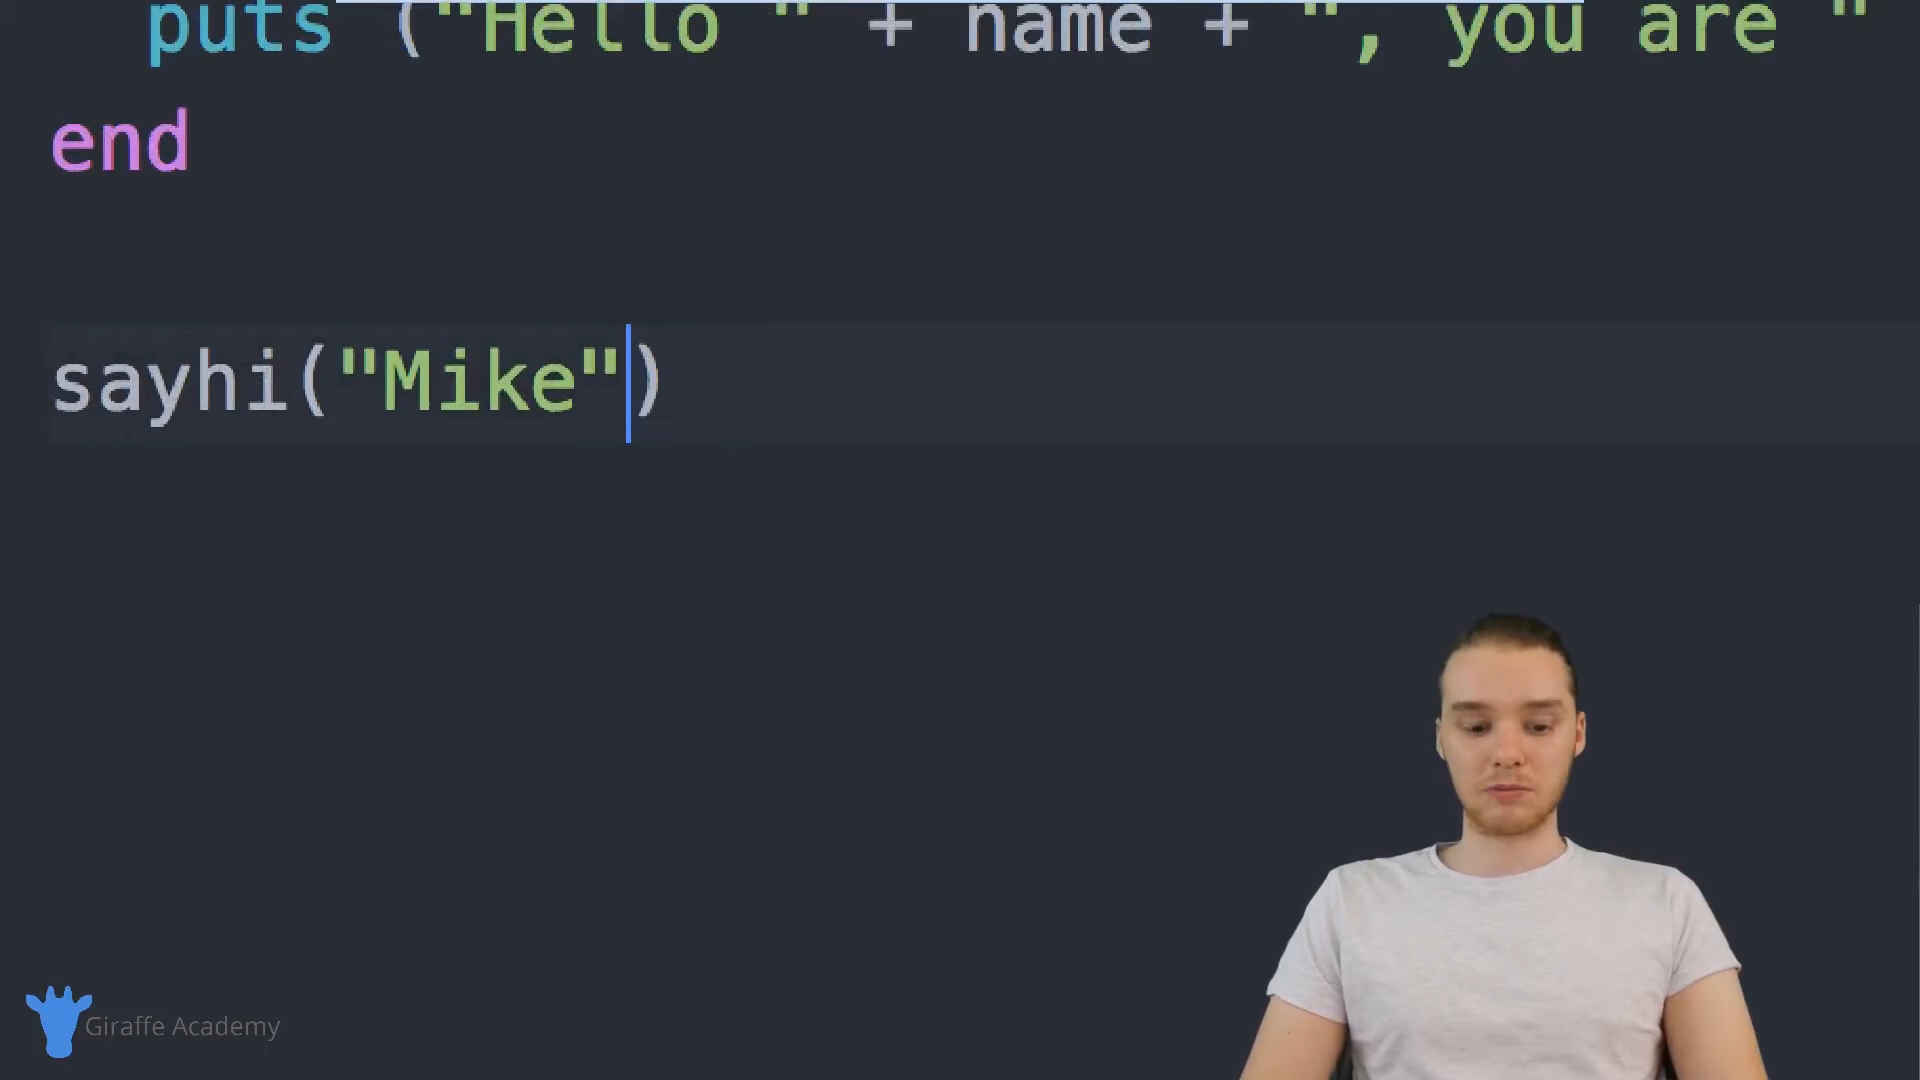 puts ("Hello " + name + ", you are "
end
sayhi("Mike")
Giraffe Academy